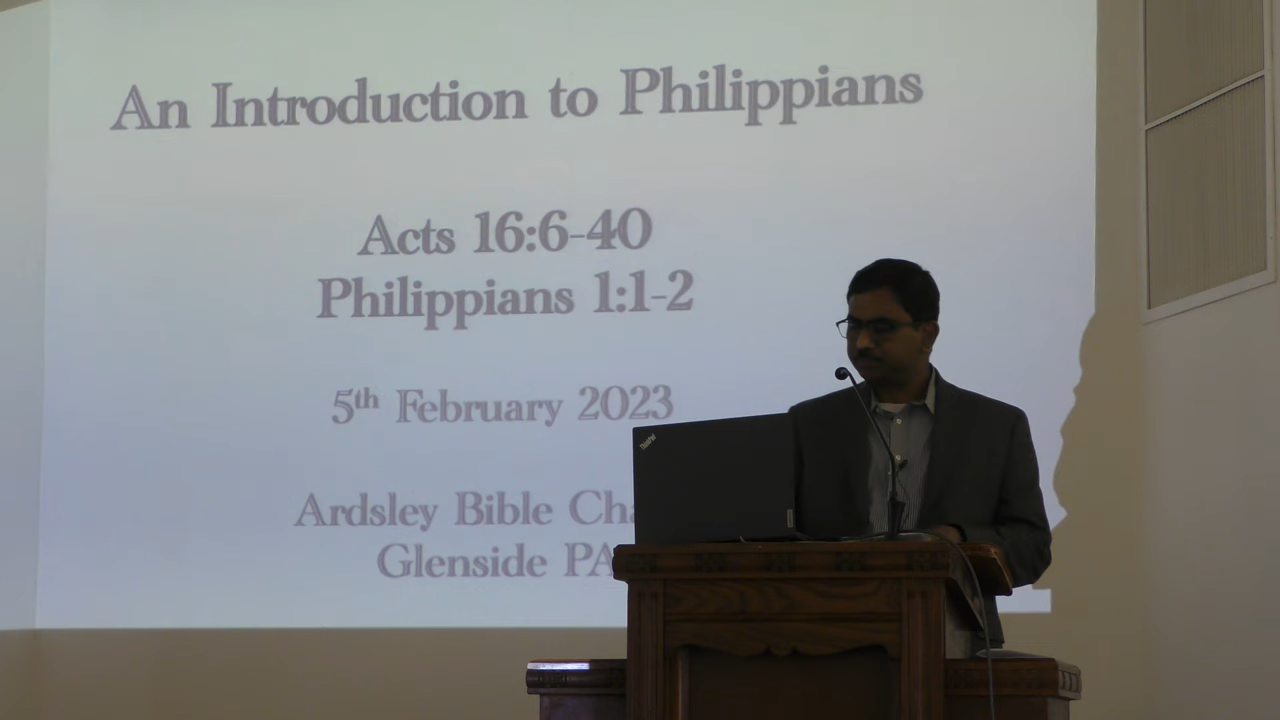 An Introduction to Philippians
Acts 16:6-40
Philippians 1:1-2
5th February 2023
Ardsley Bible
Glenside PA
ThinkPad